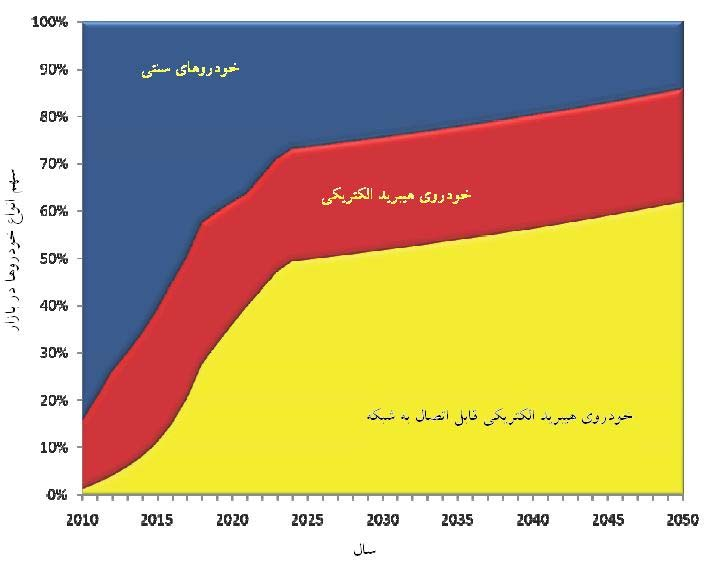 100%
90%
80%
70%
60%
50%
40%
30%
20%
10%
0%
سهم انواع خودروها در بازار
خودروهای سنتی
خودروی هیبرید الکتریکی
خودروی هیبرید الکتریکی قابل اتصال به شبکه
2010 2015 2020 2025 2030 2035 2040 2045 2050
سال